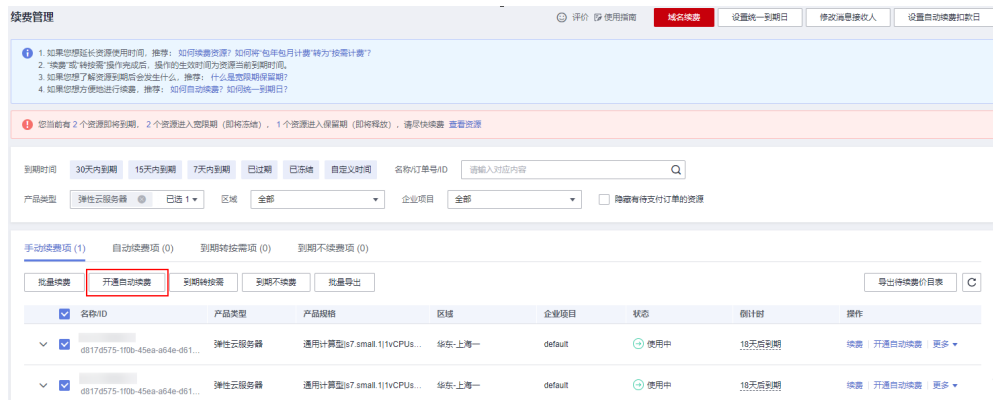 续费管理 评价 使用指南 域名续费 设置统一到期日 修改消息接收人 设置自动续费扣款日
1. 如果您想延长资源使用时间，推荐： 如何续费资源？如何将“包年包月计费”转为“按需计费”？
2. “续费”或“转按需”操作完成后，操作的生效时间为资源当前到期时间。
3. 如果您想了解资源到期后会发生什么，推荐： 什么是宽限期保留期？
4. 如果您想方便地进行续费，推荐： 如何自动续费？如何统一到期日？
您当前有 2 个资源即将到期， 2 个资源进入宽限期（即将冻结）， 1 个资源进入保留期（即将释放），请尽快续费 查看资源
到期时间 30天内到期 15天内到期 7天内到期 已过期 已冻结 自定义时间 名称/订单号/ID 请输入对应内容
产品类型 弹性云服务器 已选 1 区域 全部 企业项目 全部 隐藏有待支付订单的资源
手动续费项 (1) 自动续费项 (0) 到期转按需项 (0) 到期不续费项 (0)
批量续费 开通自动续费 到期转按需 到期不续费 批量导出 导出待续费价目表
名称/ID 产品类型 产品规格 区域 企业项目 状态 倒计时 操作
d817d575-1f0b-45ea-a64e-d61... 弹性云服务器 通用计算型|s7.small.1|1vCPUs... 华东-上海一 default 使用中 18天后到期 续费 开通自动续费 更多
d817d575-1f0b-45ea-a64e-d61... 弹性云服务器 通用计算型|s7.small.1|1vCPUs... 华东-上海一 default 使用中 18天后到期 续费 开通自动续费 更多